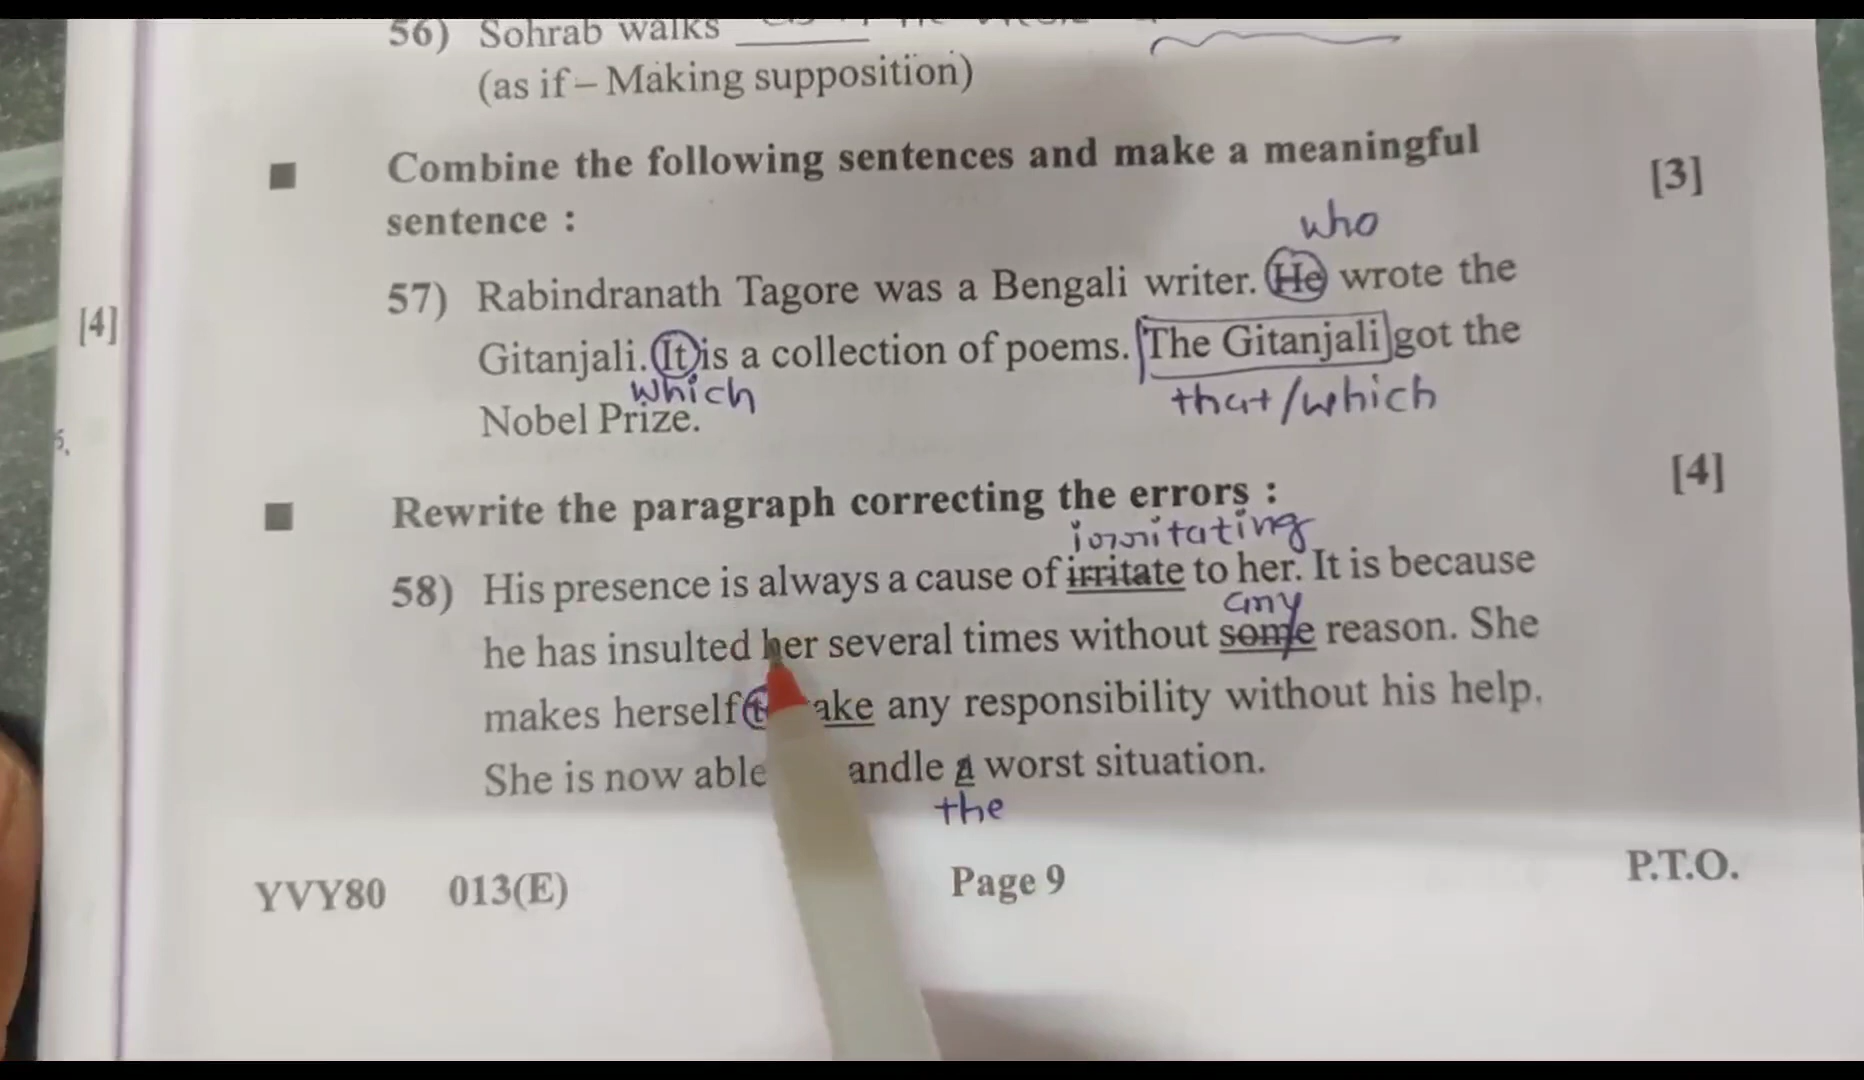 56) Sohrab walks ______
(as if – Making supposition)
■ Combine the following sentences and make a meaningful [3]
sentence :
who
57) Rabindranath Tagore was a Bengali writer. He wrote the
[4]
Gitanjali. It is a collection of poems. The Gitanjali got the
which that/which
Nobel Prize.
5,
■ Rewrite the paragraph correcting the errors : [4]
irritating
58) His presence is always a cause of irritate to her. It is because
any
he has insulted her several times without some reason. She
makes herself any responsibility without his help.
She is now able a worst situation.
the
YVY80 013(E) Page 9 P.T.O.